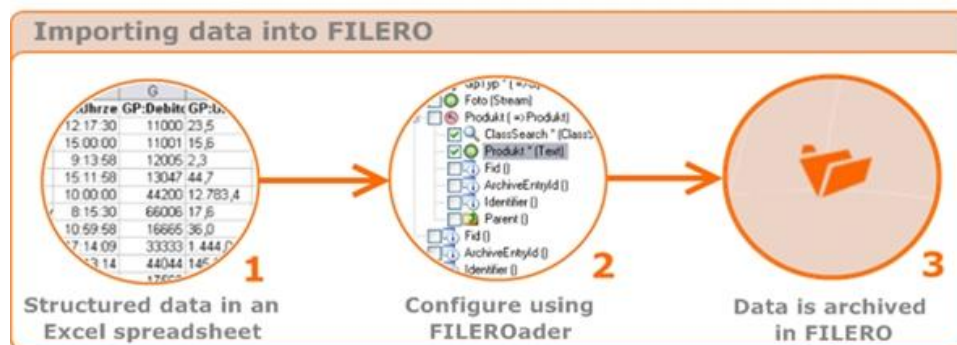 Importing data into FILERO
G
GP:Debito
12:17:30 11000 23,5
15:00:00 11001 15,6
9:13:58 12005 2,3
15:11:58 13047 44,7
10:00:00 44200 12.783,4
8:15:30 66006 17,6
10:59:58 16665 36,0
17:14:09 33333 1.444,0
13:14 44044 145
1
Foto (Stream)
Produkt ( => Produkt)
ClassSearch * (ClassS
Produkt * (Text)
Fid ()
ArchiveEntryId ()
Identifier ()
Parent ()
Fid ()
ArchiveEntryId ()
Identifier ()
2
3
Structured data in an
Excel spreadsheet
Configure using
FILEROader
Data is archived
in FILERO